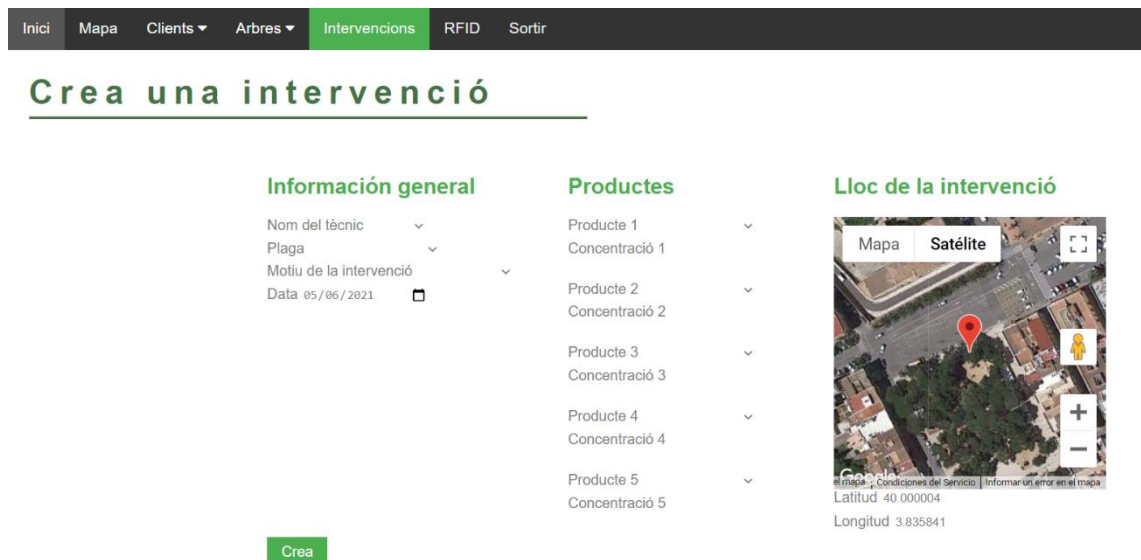 Inici Mapa Clients Arbres Intervencions RFID Sortir
Crea una intervenció
Información general
Nom del tècnic
Plaga
Motiu de la intervenció
Data 05/06/2021
Productes
Producte 1
Concentració 1
Producte 2
Concentració 2
Producte 3
Concentració 3
Producte 4
Concentració 4
Producte 5
Concentració 5
Lloc de la intervenció
Mapa Satélite
Google
el mapa Condiciones del Servicio Informar un error en el mapa
Latitud 40.000004
Longitud 3.835841
Crea